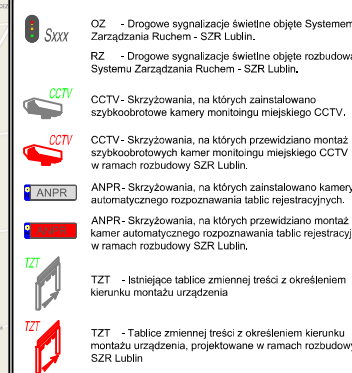 Sxxx
OZ - Drogowe sygnalizacje świetlne objęte Systemem
Zarządzania Ruchem - SZR Lublin.
RZ - Drogowe sygnalizacje świetlne objęte rozbudową
Systemu Zarządzania Ruchem - SZR Lublin.
CCTV
CCTV - Skrzyżowania, na których zainstalowano
szybkoobrotowe kamery monitoingu miejskiego CCTV.
CCTV
CCTV - Skrzyżowania, na których przewidziano montaż
szybkoobrotowych kamer monitoingu miejskiego CCTV
w ramach rozbudowy SZR Lublin.
ANPR
ANPR - Skrzyżowania, na których zainstalowano kamery
automatycznego rozpoznawania tablic rejestracyjnych.
ANPR
ANPR - Skrzyżowania, na których przewidziano montaż
kamer automatycznego rozpoznawania tablic rejestracyj
w ramach rozbudowy SZR Lublin.
TZT
TZT - Istniejące tablice zmiennej treści z określeniem
kierunku montażu urządzenia
TZT
TZT - Tablice zmiennej treści z określeniem kierunku
montażu urządzenia, projektowane w ramach rozbudowy
SZR Lublin